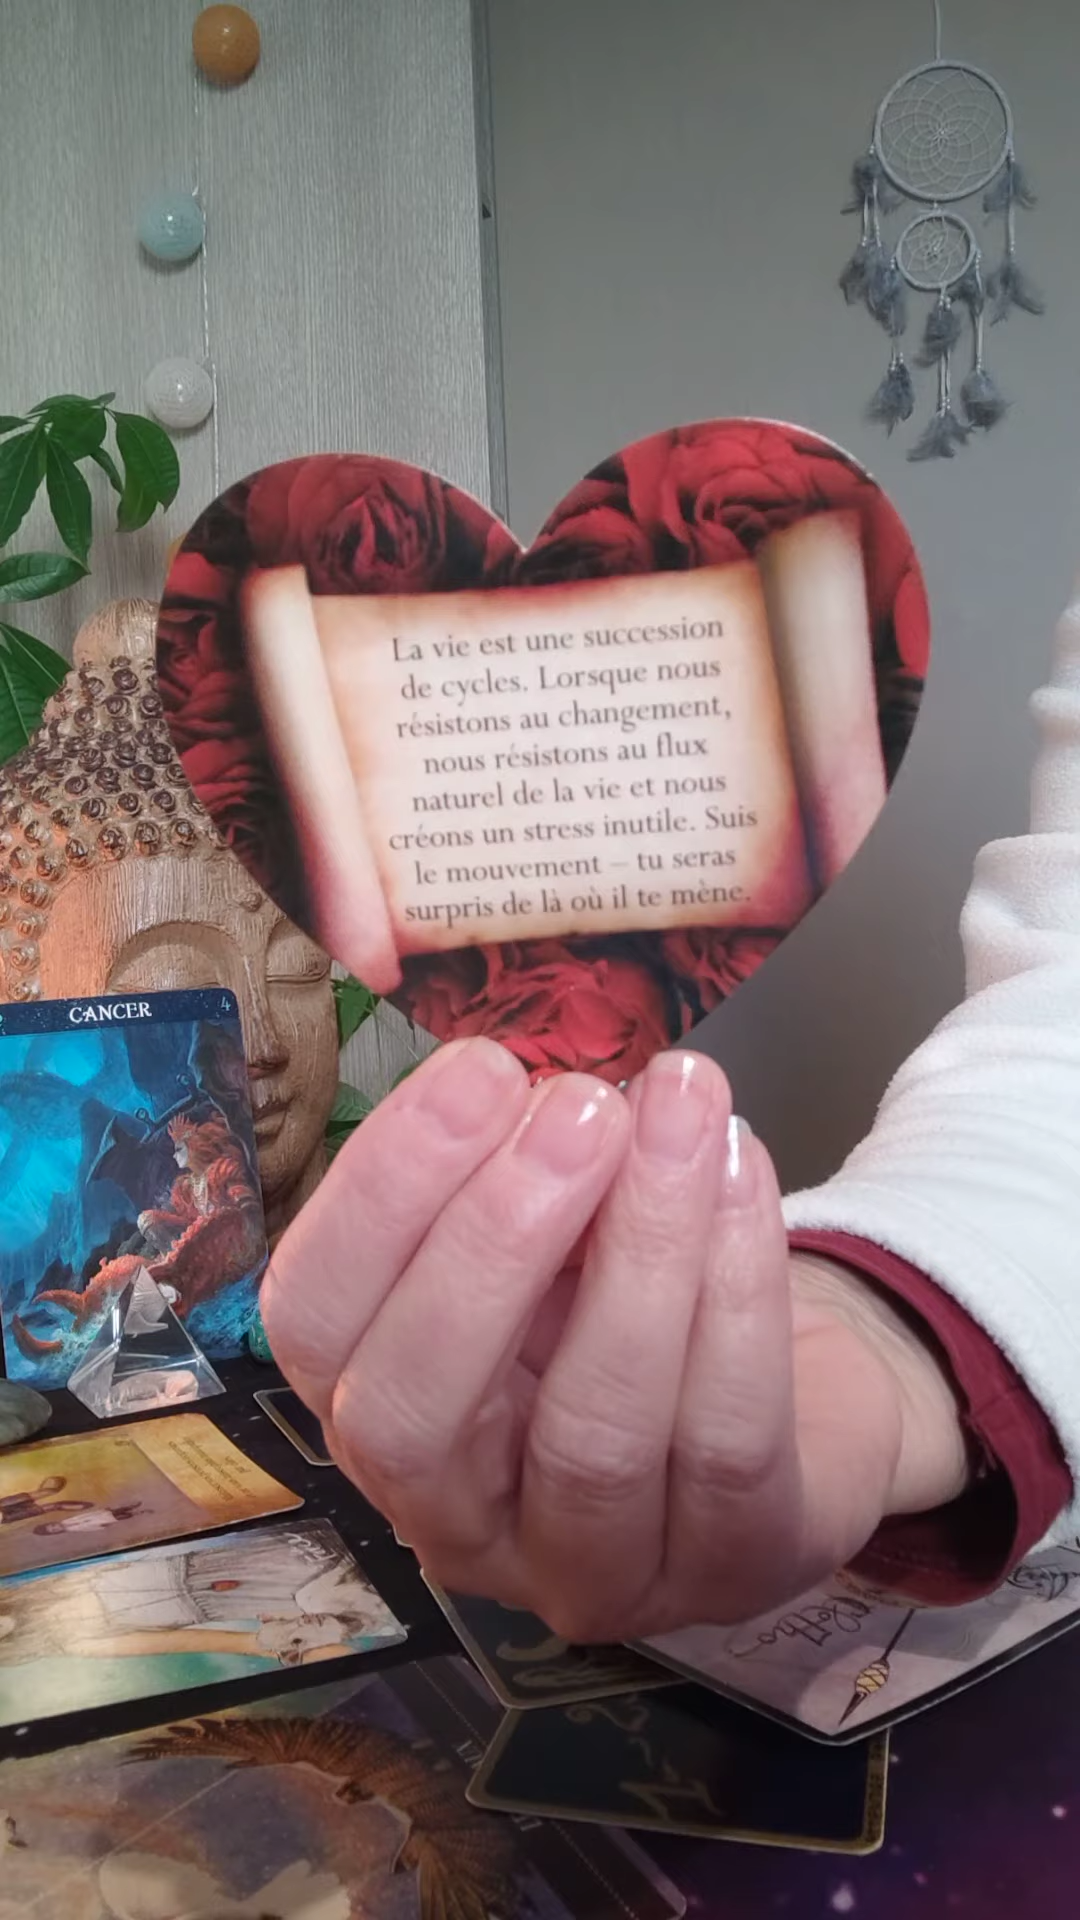 La vie est une succession
de cycles. Lorsque nous
résistons au changement,
nous résistons au flux
naturel de la vie et nous
créons un stress inutile. Suis
le mouvement – tu seras
surpris de là où il te mène.
CANCER 4